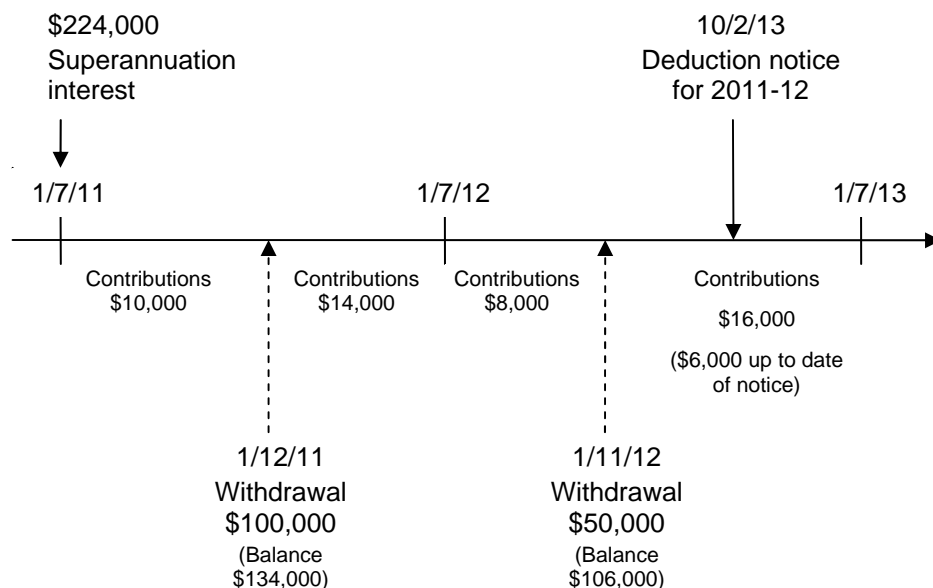 $224,000
Superannuation
interest
10/2/13
Deduction notice
for 2011-12
1/7/11
1/7/12
1/7/13
Contributions
$10,000
Contributions
$14,000
Contributions
$8,000
Contributions
$16,000
($6,000 up to date
of notice)
1/12/11
Withdrawal
$100,000
(Balance
$134,000)
1/11/12
Withdrawal
$50,000
(Balance
$106,000)